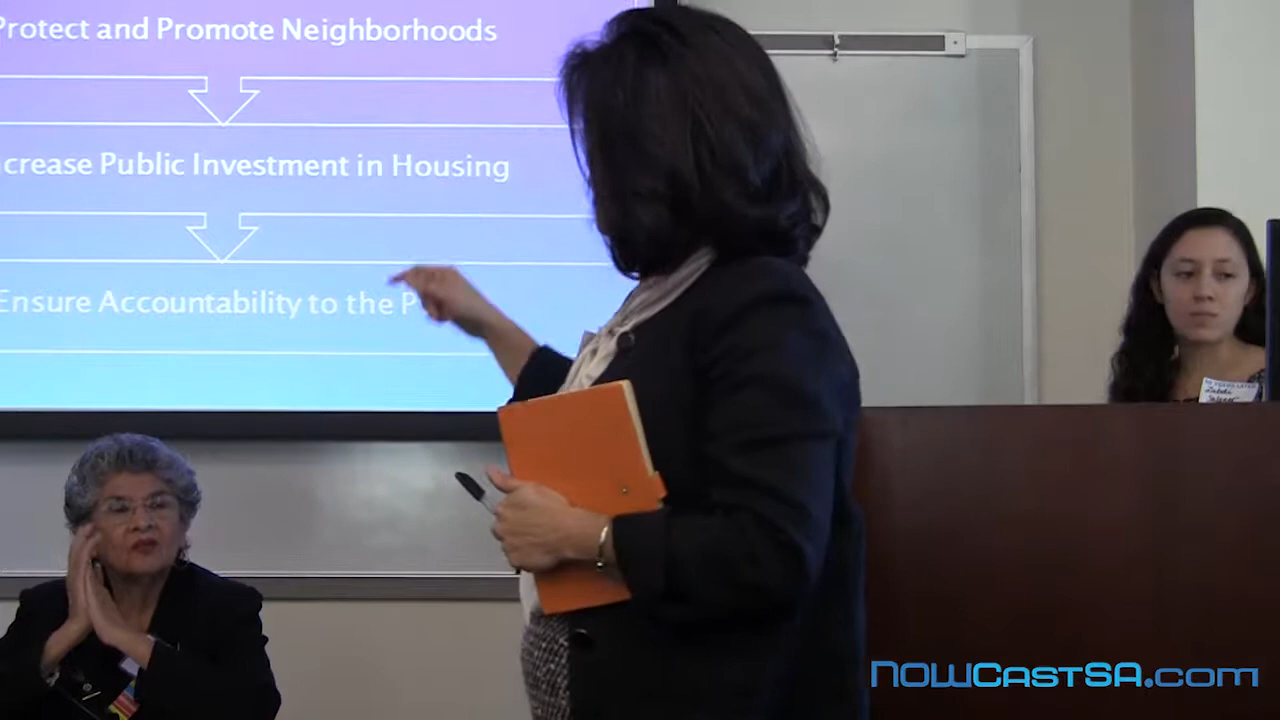 Protect and Promote Neighborhoods
crease Public Investment in Housing
Ensure Accountability to the P
NOWCastSA.com